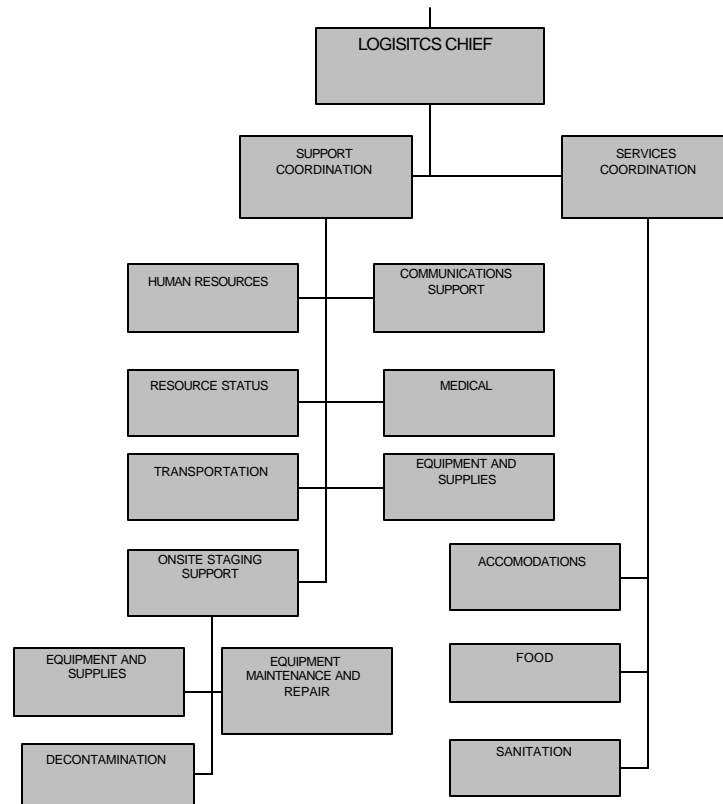 LOGISITCS CHIEF
SUPPORT
COORDINATION
SERVICES
COORDINATION
HUMAN RESOURCES
COMMUNICATIONS
SUPPORT
RESOURCE STATUS
MEDICAL
TRANSPORTATION
EQUIPMENT AND
SUPPLIES
ONSITE STAGING
SUPPORT
ACCOMODATIONS
EQUIPMENT AND
SUPPLIES
EQUIPMENT
MAINTENANCE AND
REPAIR
FOOD
DECONTAMINATION
SANITATION